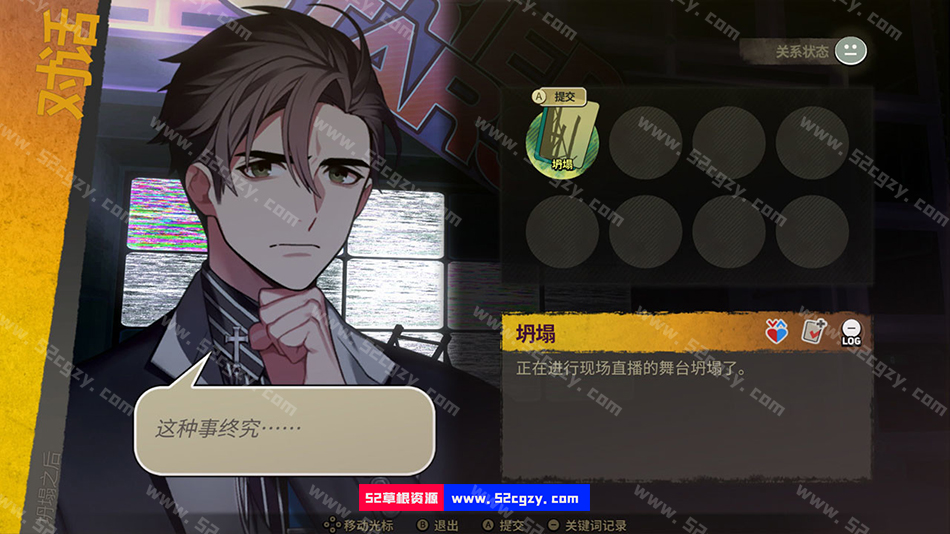 对话
关系状态
A 提交
坍塌
坍塌
LOG
正在进行现场直播的舞台坍塌了。
这种事终究……
坍塌之后
52草根资源 www.52cgzy.com
移动光标 B 退出 A 提交 关键词记录
www.52cgzy.com